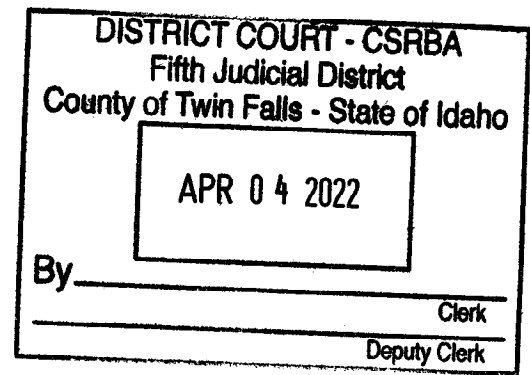 DISTRICT COURT - CSRBA
Fifth Judicial District
County of Twin Falls - State of Idaho
APR 04 2022
By
Clerk
Deputy Clerk